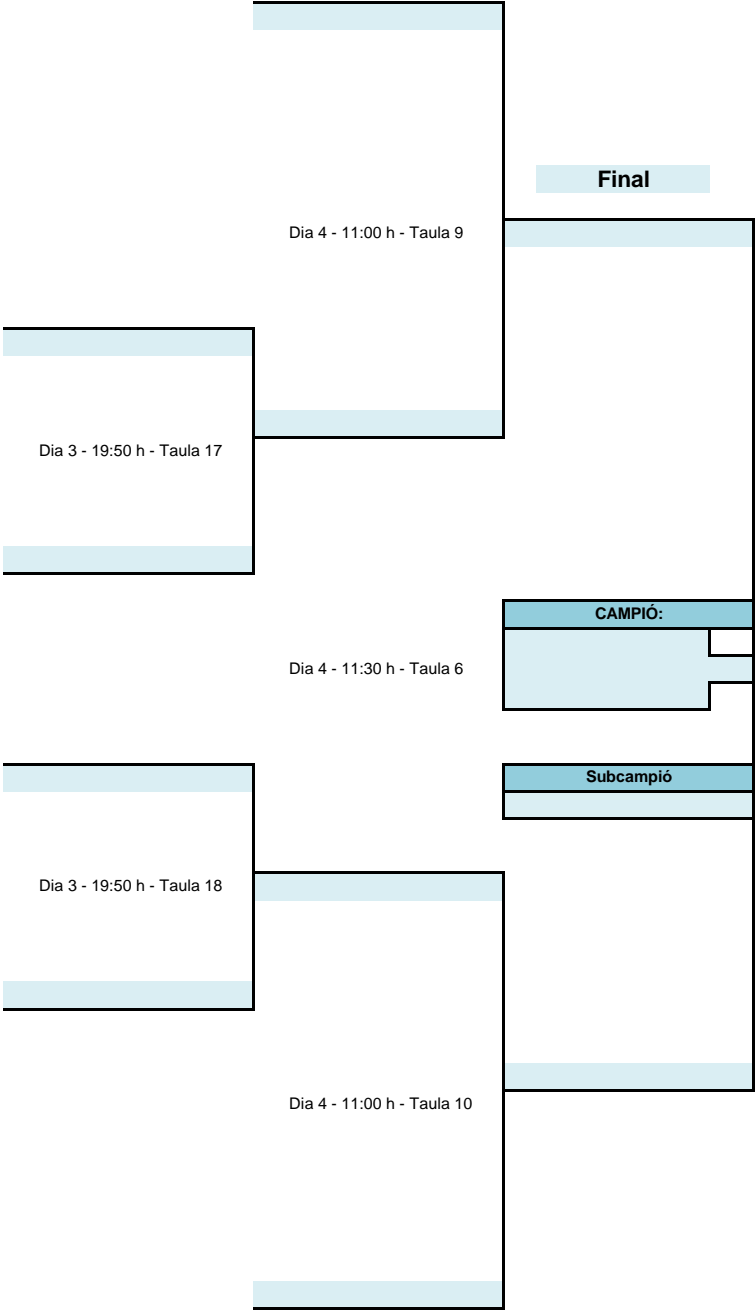 Final
Dia 4 - 11:00 h - Taula 9
Dia 3 - 19:50 h - Taula 17
CAMPIÓ:
Dia 4 - 11:30 h - Taula 6
Subcampió
Dia 3 - 19:50 h - Taula 18
Dia 4 - 11:00 h - Taula 10